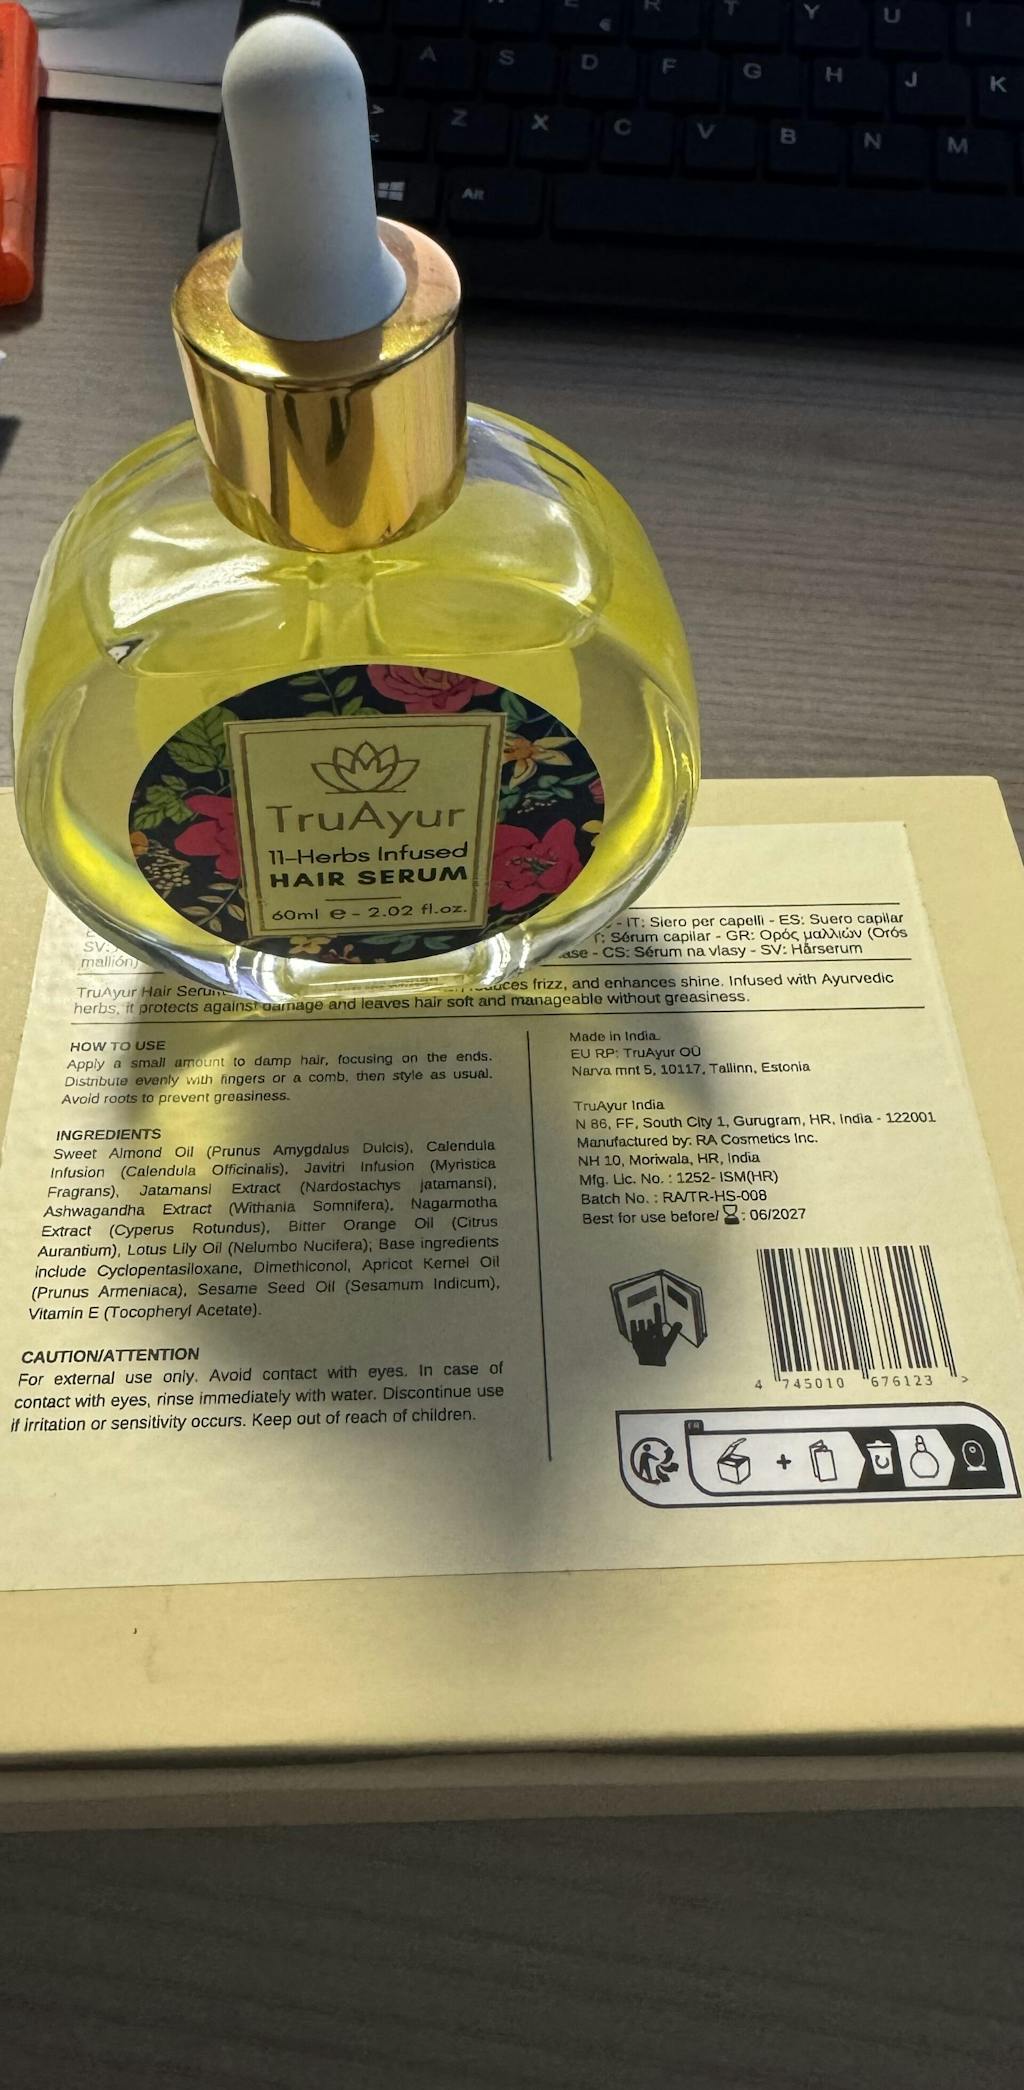 E R T Y U I
€
A S D F G H J K
>
<
Z X C V B N M
Alt
TruAyur
11-Herbs Infused
HAIR SERUM
60ml e - 2.02 fl.oz.
- IT: Siero per capelli - ES: Suero capilar
SV: : Sérum capilar - GR: Ορός μαλλιών (Orós
mallión) - CS: Sérum na vlasy - SV: Hårserum
TruAyur Hair Serum frizz, and enhances shine. Infused with Ayurvedic
herbs, it protects against damage and leaves hair soft and manageable without greasiness.
HOW TO USE
Apply a small amount to damp hair, focusing on the ends.
Distribute evenly with fingers or a comb, then style as usual.
Avoid roots to prevent greasiness.
INGREDIENTS
Sweet Almond Oil (Prunus Amygdalus Dulcis), Calendula
Infusion (Calendula Officinalis), Javitri Infusion (Myristica
Fragrans), Jatamansi Extract (Nardostachys jatamansi),
Ashwagandha Extract (Withania Somnifera), Nagarmotha
Extract (Cyperus Rotundus), Bitter Orange Oil (Citrus
Aurantium), Lotus Lily Oil (Nelumbo Nucifera); Base ingredients
include Cyclopentasiloxane, Dimethiconol, Apricot Kernel Oil
(Prunus Armeniaca), Sesame Seed Oil (Sesamum Indicum),
Vitamin E (Tocopheryl Acetate).
CAUTION/ATTENTION
For external use only. Avoid contact with eyes. In case of
contact with eyes, rinse immediately with water. Discontinue use
if irritation or sensitivity occurs. Keep out of reach of children.
Made in India.
EU RP: TruAyur OÜ
Narva mnt 5, 10117, Tallinn, Estonia
TruAyur India
N 86, FF, South City 1, Gurugram, HR, India - 122001
Manufactured by: RA Cosmetics Inc.
NH 10, Moriwala, HR, India
Mfg. Lic. No. : 1252- ISM(HR)
Batch No. : RA/TR-HS-008
Best for use before/ : 06/2027
4 745010 676123 >
FR
+